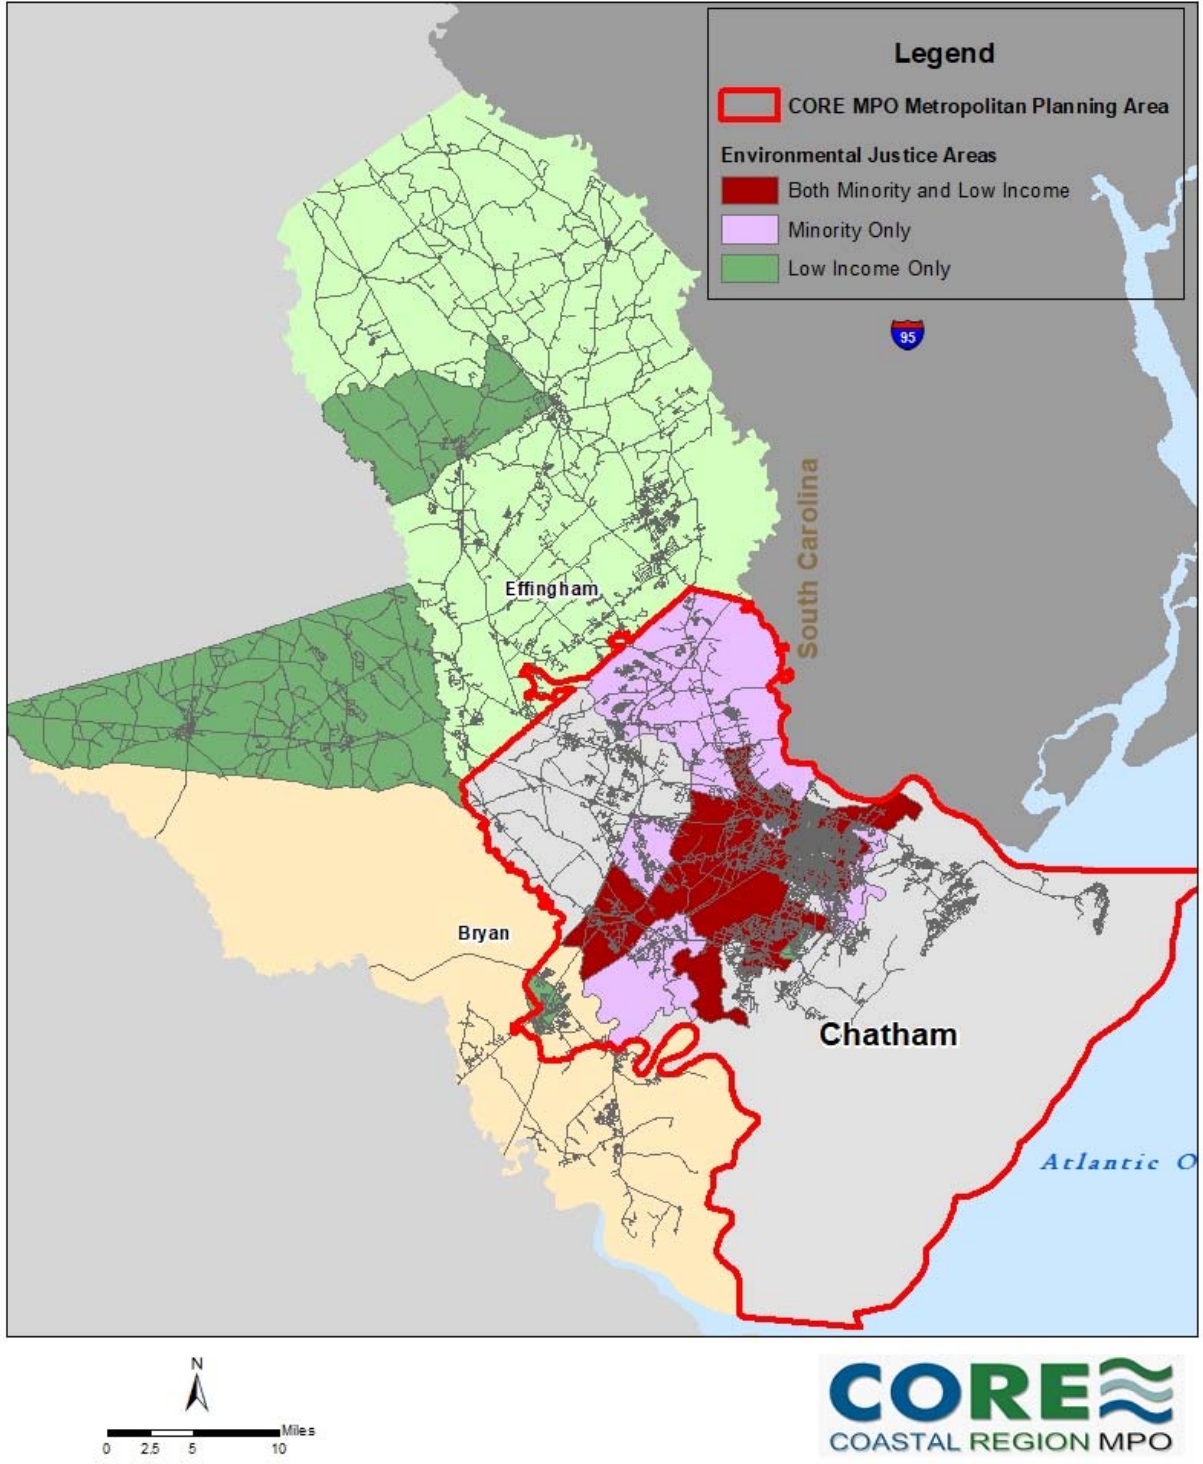 Legend
CORE MPO Metropolitan Planning Area
Environmental Justice Areas
Both Minority and Low Income
Minority Only
Low Income Only
95
South Carolina
Effingham
Bryan
Chatham
Atlantic O
N
Miles
0 2.5 5 10
CORE
COASTAL REGION MPO